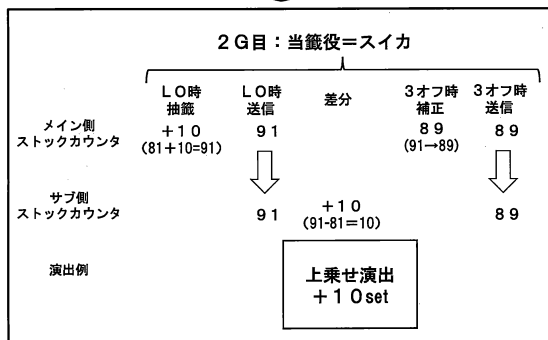 ２Ｇ目：当籤役＝スイカ
ＬＯ時
抽籤
ＬＯ時
送信
差分
３オフ時
補正
３オフ時
送信
メイン側
ストックカウンタ
＋１０
(81+10=91)
９１
８９
(91→89)
８９
サブ側
ストックカウンタ
９１
＋１０
(91-81＝10)
８９
演出例
上乗せ演出
＋１０set